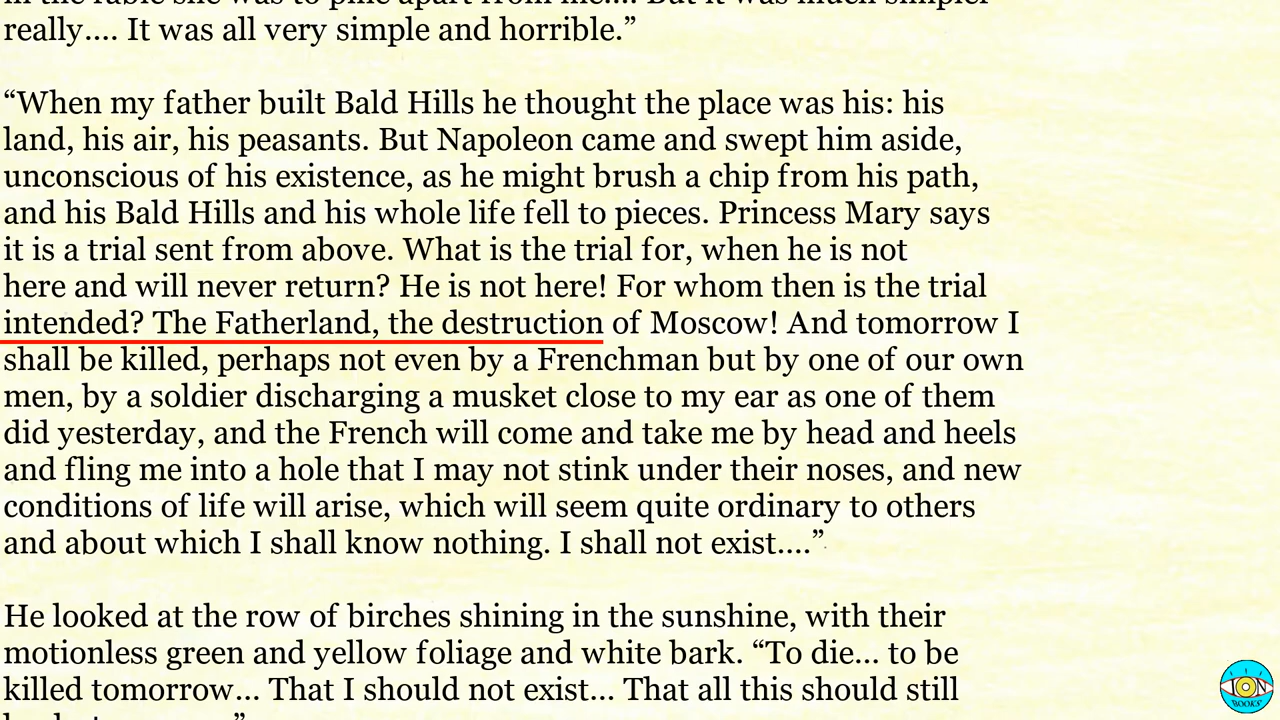 really.... It was all very simple and horrible.”
“When my father built Bald Hills he thought the place was his: his
land, his air, his peasants. But Napoleon came and swept him aside,
unconscious of his existence, as he might brush a chip from his path,
and his Bald Hills and his whole life fell to pieces. Princess Mary says
it is a trial sent from above. What is the trial for, when he is not
here and will never return? He is not here! For whom then is the trial
intended? The Fatherland, the destruction of Moscow! And tomorrow I
shall be killed, perhaps not even by a Frenchman but by one of our own
men, by a soldier discharging a musket close to my ear as one of them
did yesterday, and the French will come and take me by head and heels
and fling me into a hole that I may not stink under their noses, and new
conditions of life will arise, which will seem quite ordinary to others
and about which I shall know nothing. I shall not exist....”
He looked at the row of birches shining in the sunshine, with their
motionless green and yellow foliage and white bark. “To die... to be
killed tomorrow... That I should not exist... That all this should still
ION
BOOKS